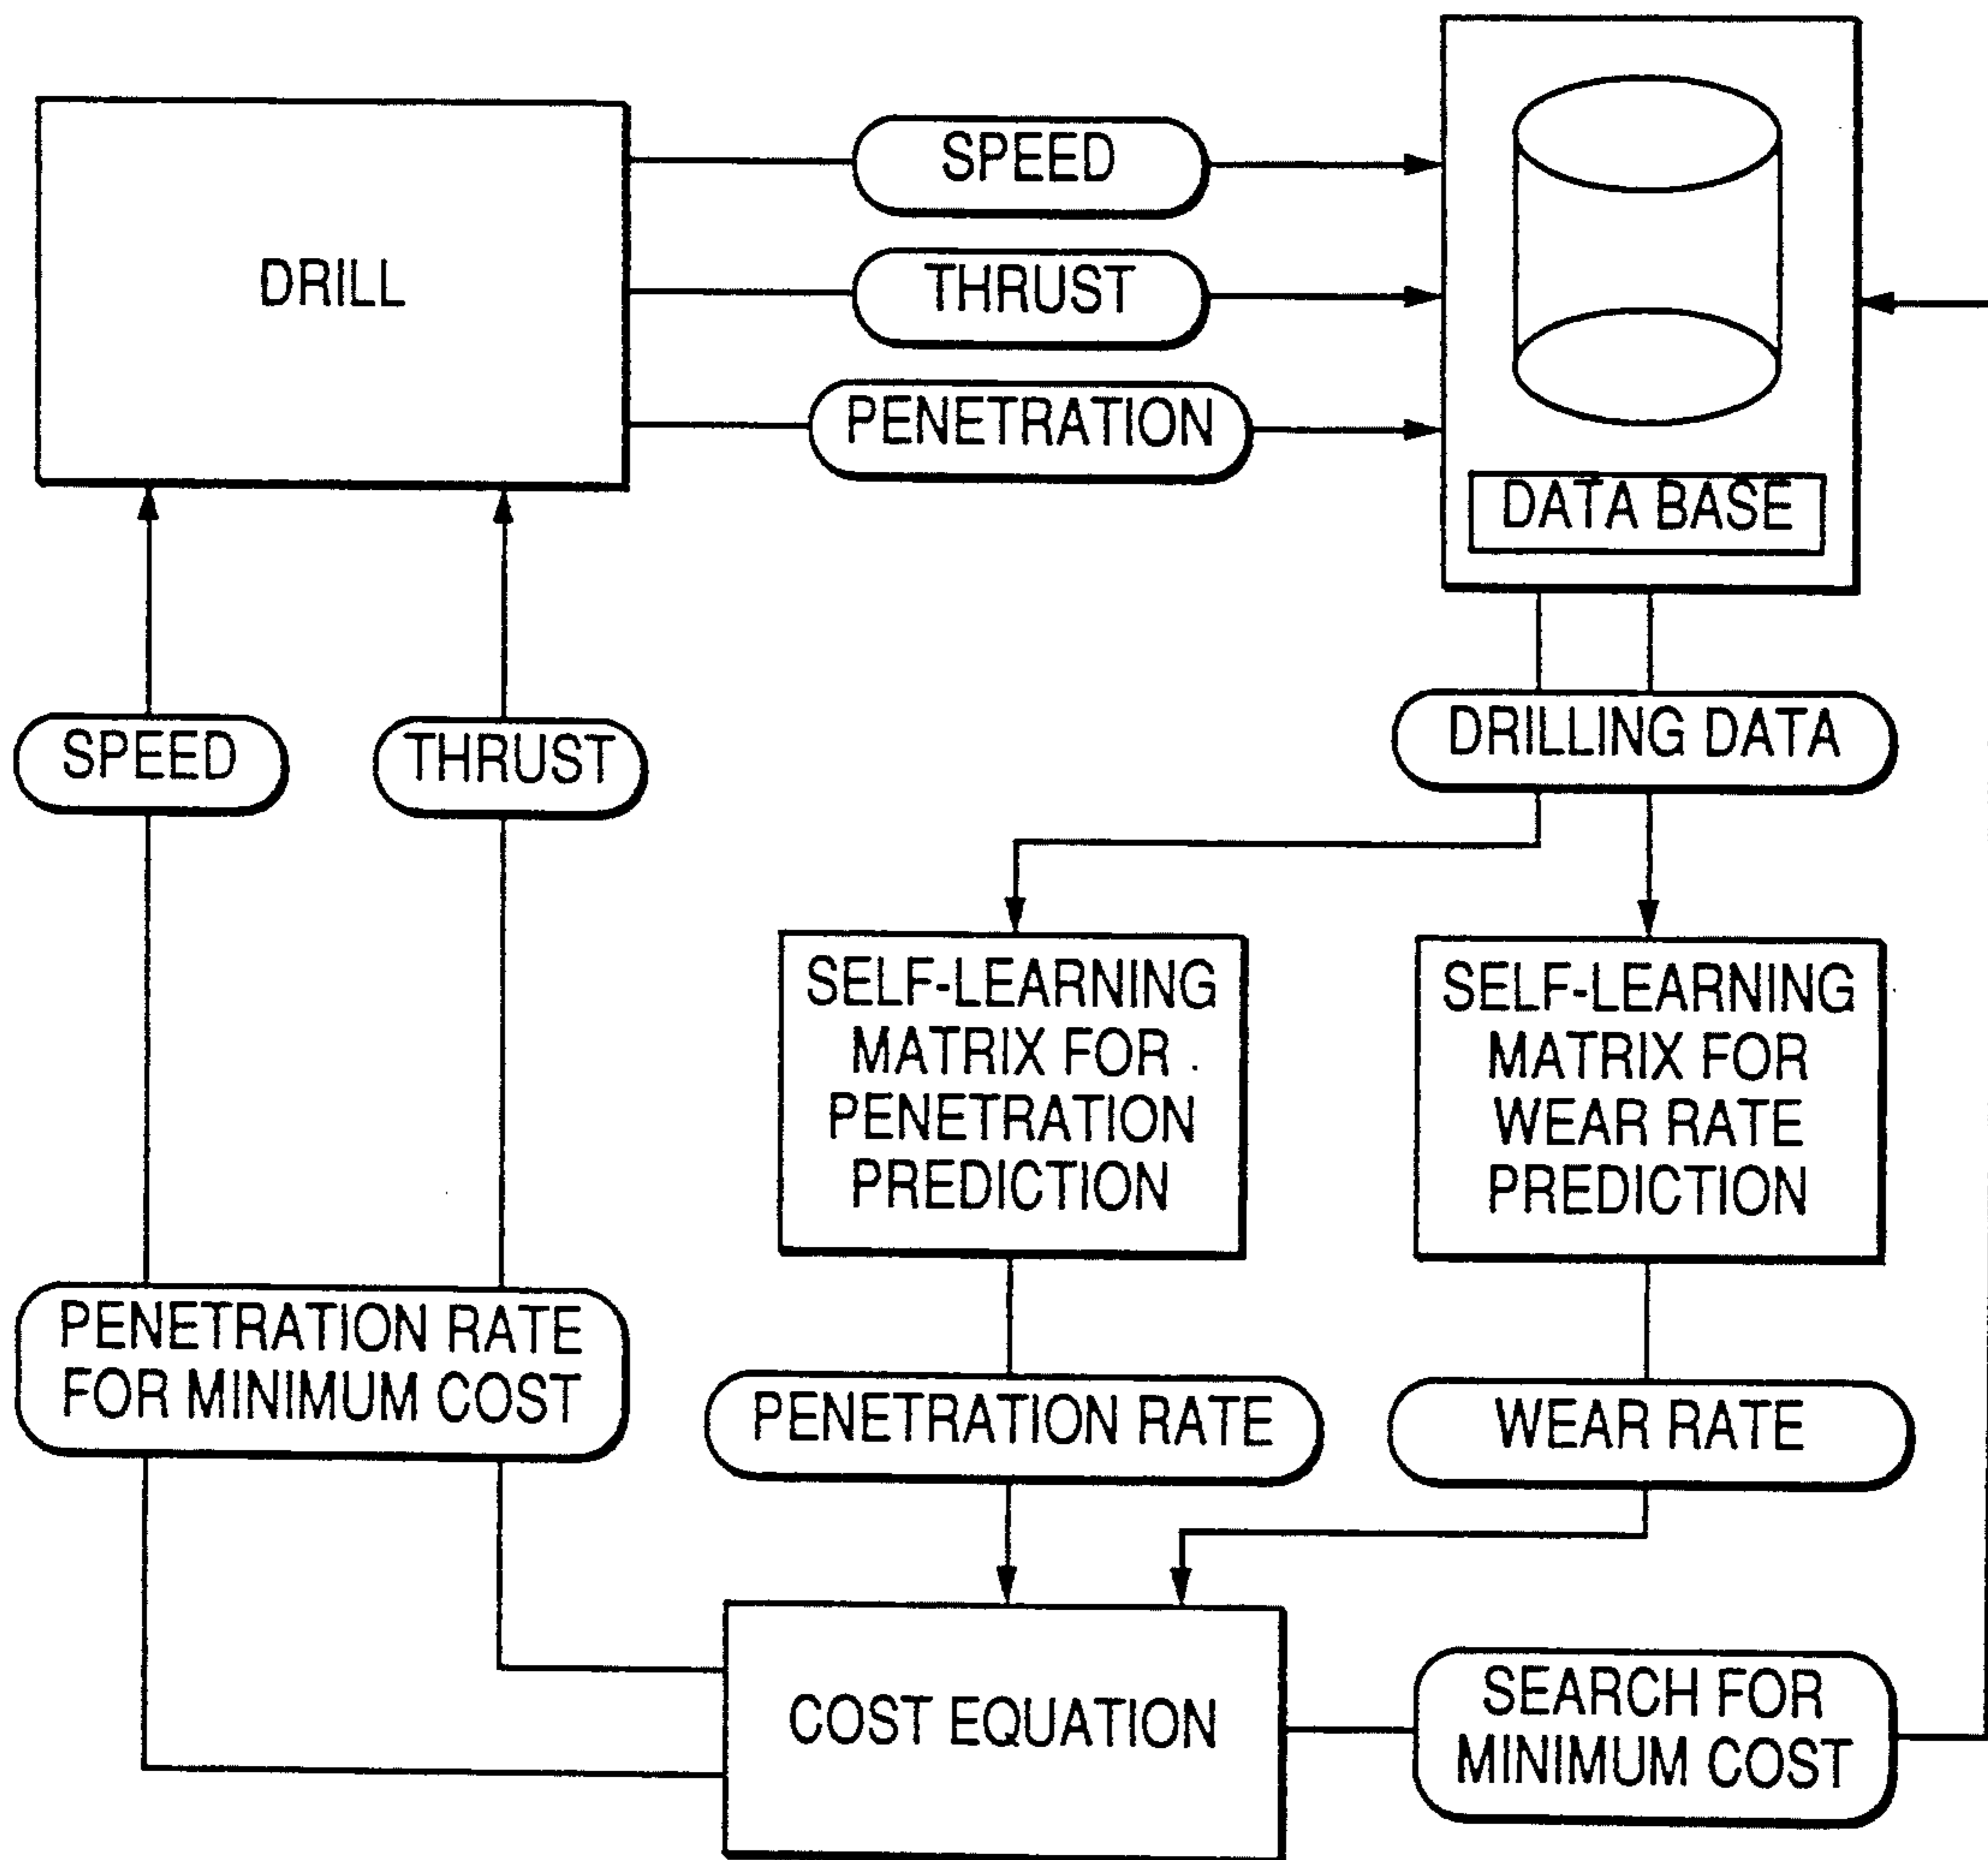 SPEED
DRILL
THRUST
PENETRATION
DATA BASE
SPEED
THRUST
DRILLING DATA
SELF-LEARNING
MATRIX FOR
PENETRATION
PREDICTION
SELF-LEARNING
MATRIX FOR
WEAR RATE
PREDICTION
PENETRATION RATE
FOR MINIMUM COST
PENETRATION RATE
WEAR RATE
COST EQUATION
SEARCH FOR
MINIMUM COST